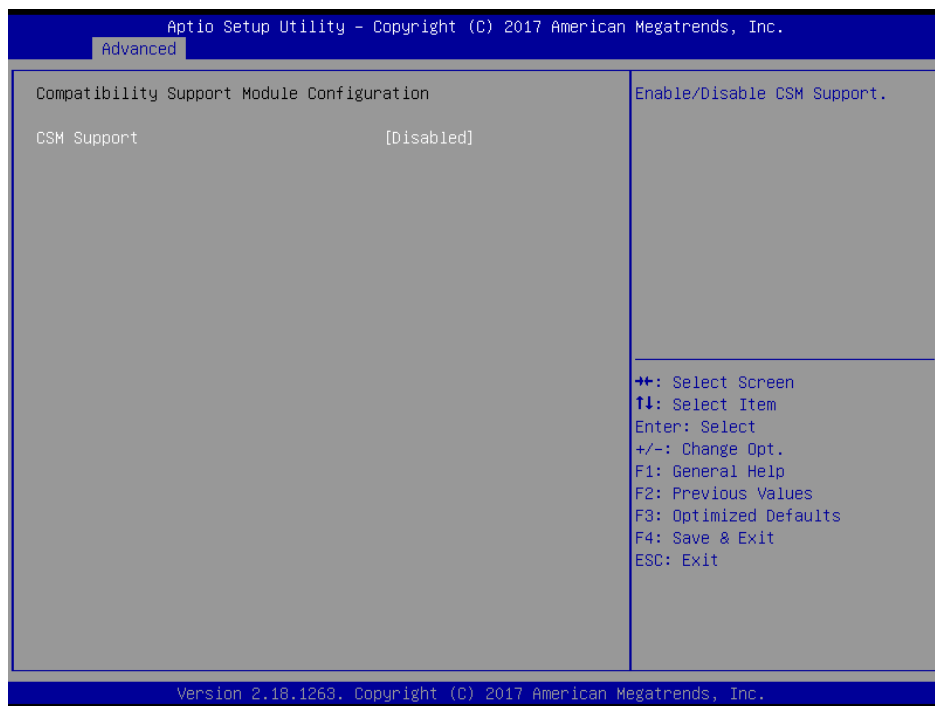 Aptio Setup Utility – Copyright (C) 2017 American Megatrends, Inc.
Advanced
Compatibility Support Module Configuration
CSM Support [Disabled]
Enable/Disable CSM Support.
→←: Select Screen
↑↓: Select Item
Enter: Select
+/-: Change Opt.
F1: General Help
F2: Previous Values
F3: Optimized Defaults
F4: Save & Exit
ESC: Exit
Version 2.18.1263. Copyright (C) 2017 American Megatrends, Inc.